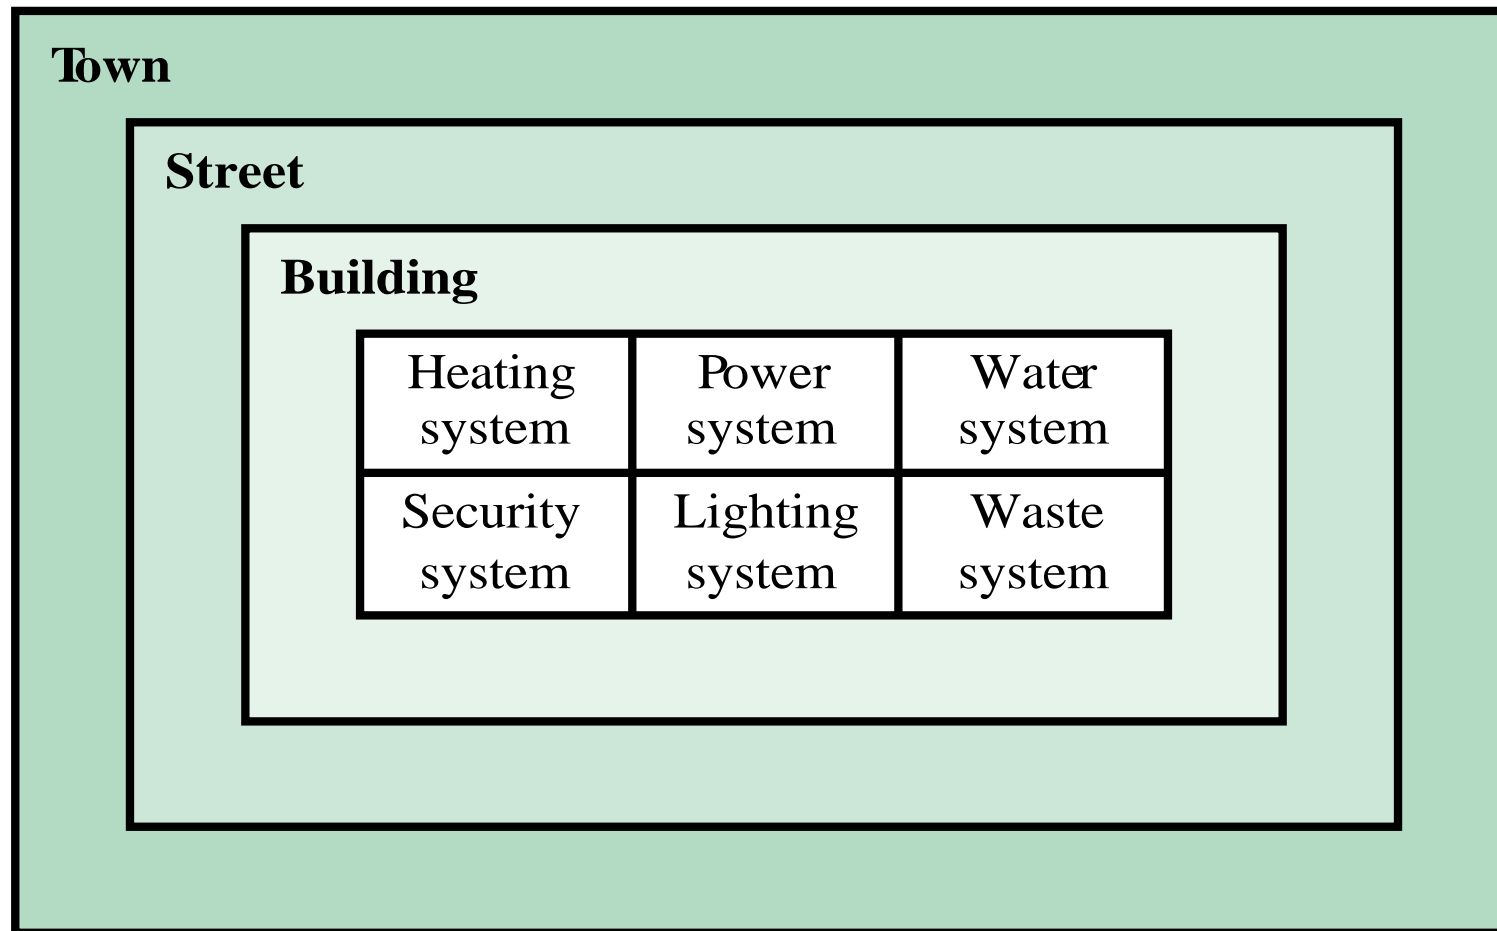 Town
Street
Building
Heating
system
Power
system
Water
system
Security
system
Lighting
system
Waste
system